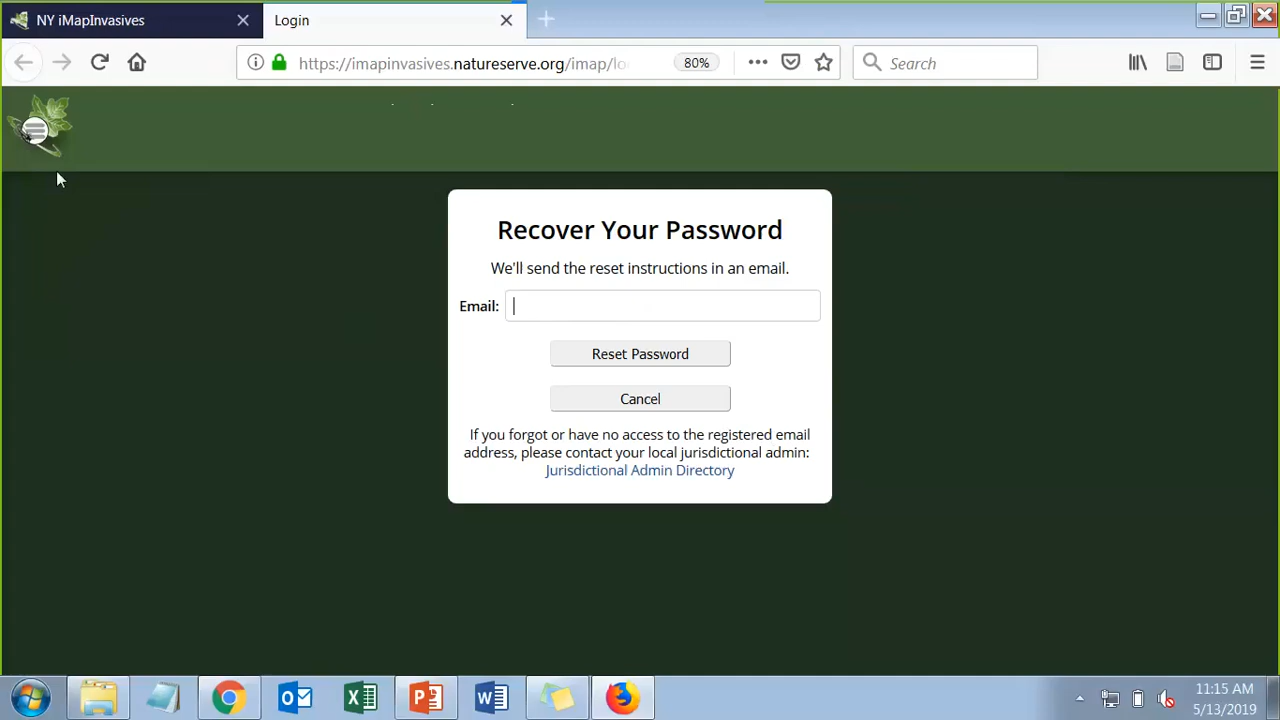 NY iMapInvasives
Login
https://imapinvasives.natureserve.org/imap/lo
80%
Search
Recover Your Password
We'll send the reset instructions in an email.
Email:
Reset Password
Cancel
If you forgot or have no access to the registered email
address, please contact your local jurisdictional admin:
Jurisdictional Admin Directory
11:15 AM
5/13/2019